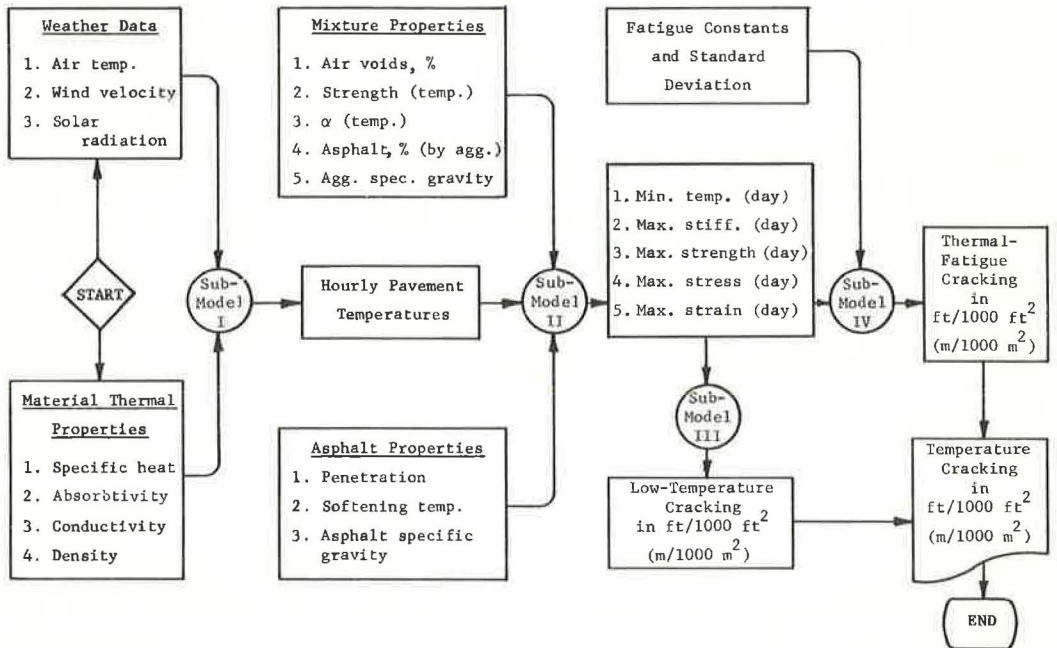 Weather Data
1. Air temp.
2. Wind velocity
3. Solar
radiation
START
Material Thermal
Properties
1. Specific heat
2. Absorbtivity
3. Conductivity
4. Density
Sub-
Model
I
Hourly Pavement
Temperatures
Mixture Properties
1. Air voids, %
2. Strength (temp.)
3. α (temp.)
4. Asphalt, % (by agg.)
5. Agg. spec. gravity
Sub-
Model
II
Asphalt Properties
1. Penetration
2. Softening temp.
3. Asphalt specific
gravity
Fatigue Constants
and Standard
Deviation
1. Min. temp. (day)
2. Max. stiff. (day)
3. Max. strength (day)
4. Max. stress (day)
5. Max. strain (day)
Sub-
Model
III
Low-Temperature
Cracking
in ft/1000 ft²
(m/1000 m²)
Sub-
Model
IV
Thermal-
Fatigue
Cracking
in
ft/1000 ft²
(m/1000 m²)
Temperature
Cracking
in
ft/1000 ft²
(m/1000 m²)
END